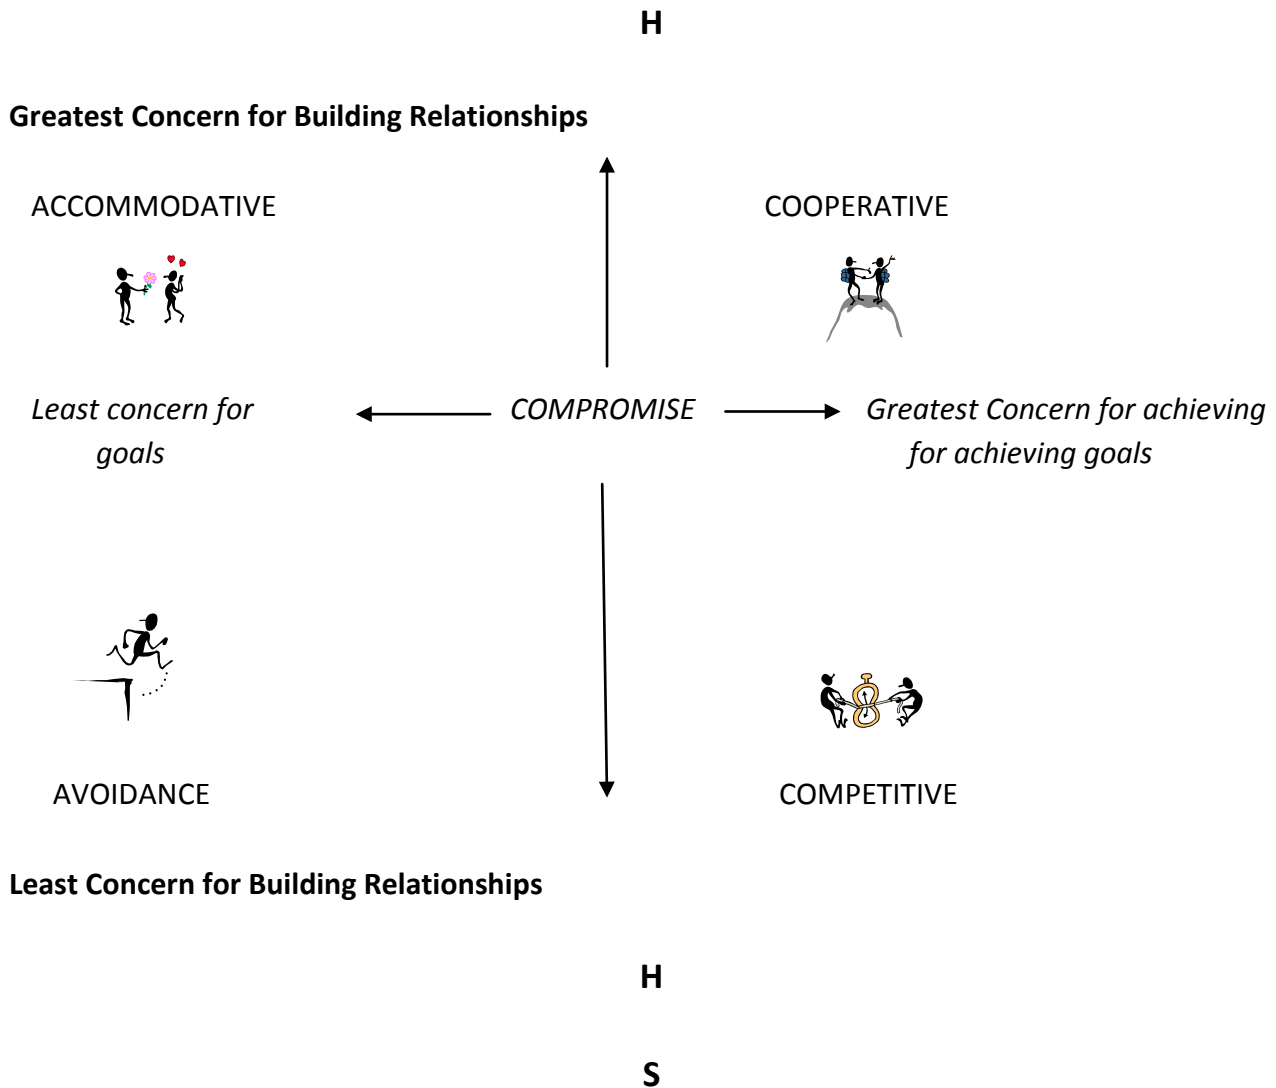 H
Greatest Concern for Building Relationships
ACCOMMODATIVE
COOPERATIVE
Least concern for
goals
COMPROMISE
Greatest Concern for achieving
for achieving goals
AVOIDANCE
COMPETITIVE
Least Concern for Building Relationships
H
S